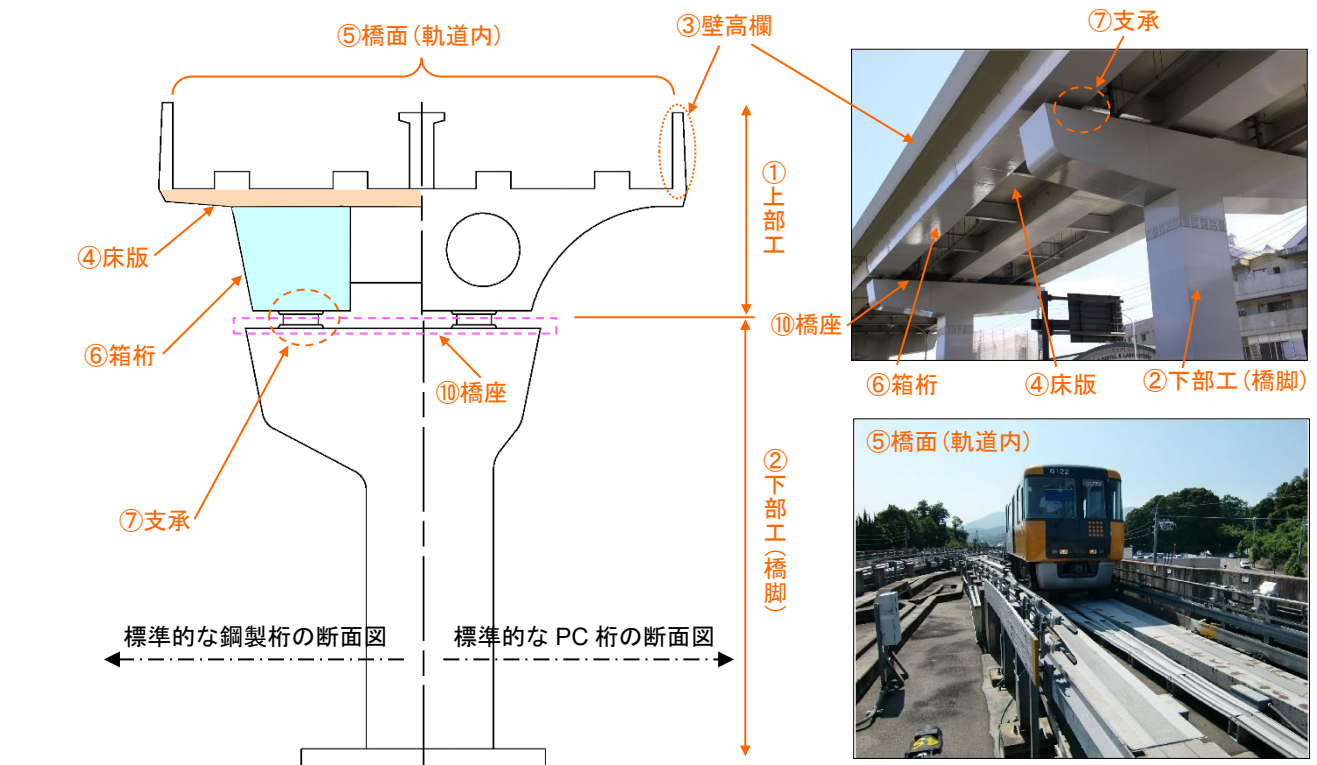 ⑤橋面(軌道内)
③壁高欄
⑦支承
①上部工
④床版
⑥箱桁
⑩橋座
⑦支承
②下部工(橋脚)
標準的な鋼製桁の断面図
標準的な PC 桁の断面図
⑩橋座
⑥箱桁
④床版
②下部工(橋脚)
⑤橋面(軌道内)
6122